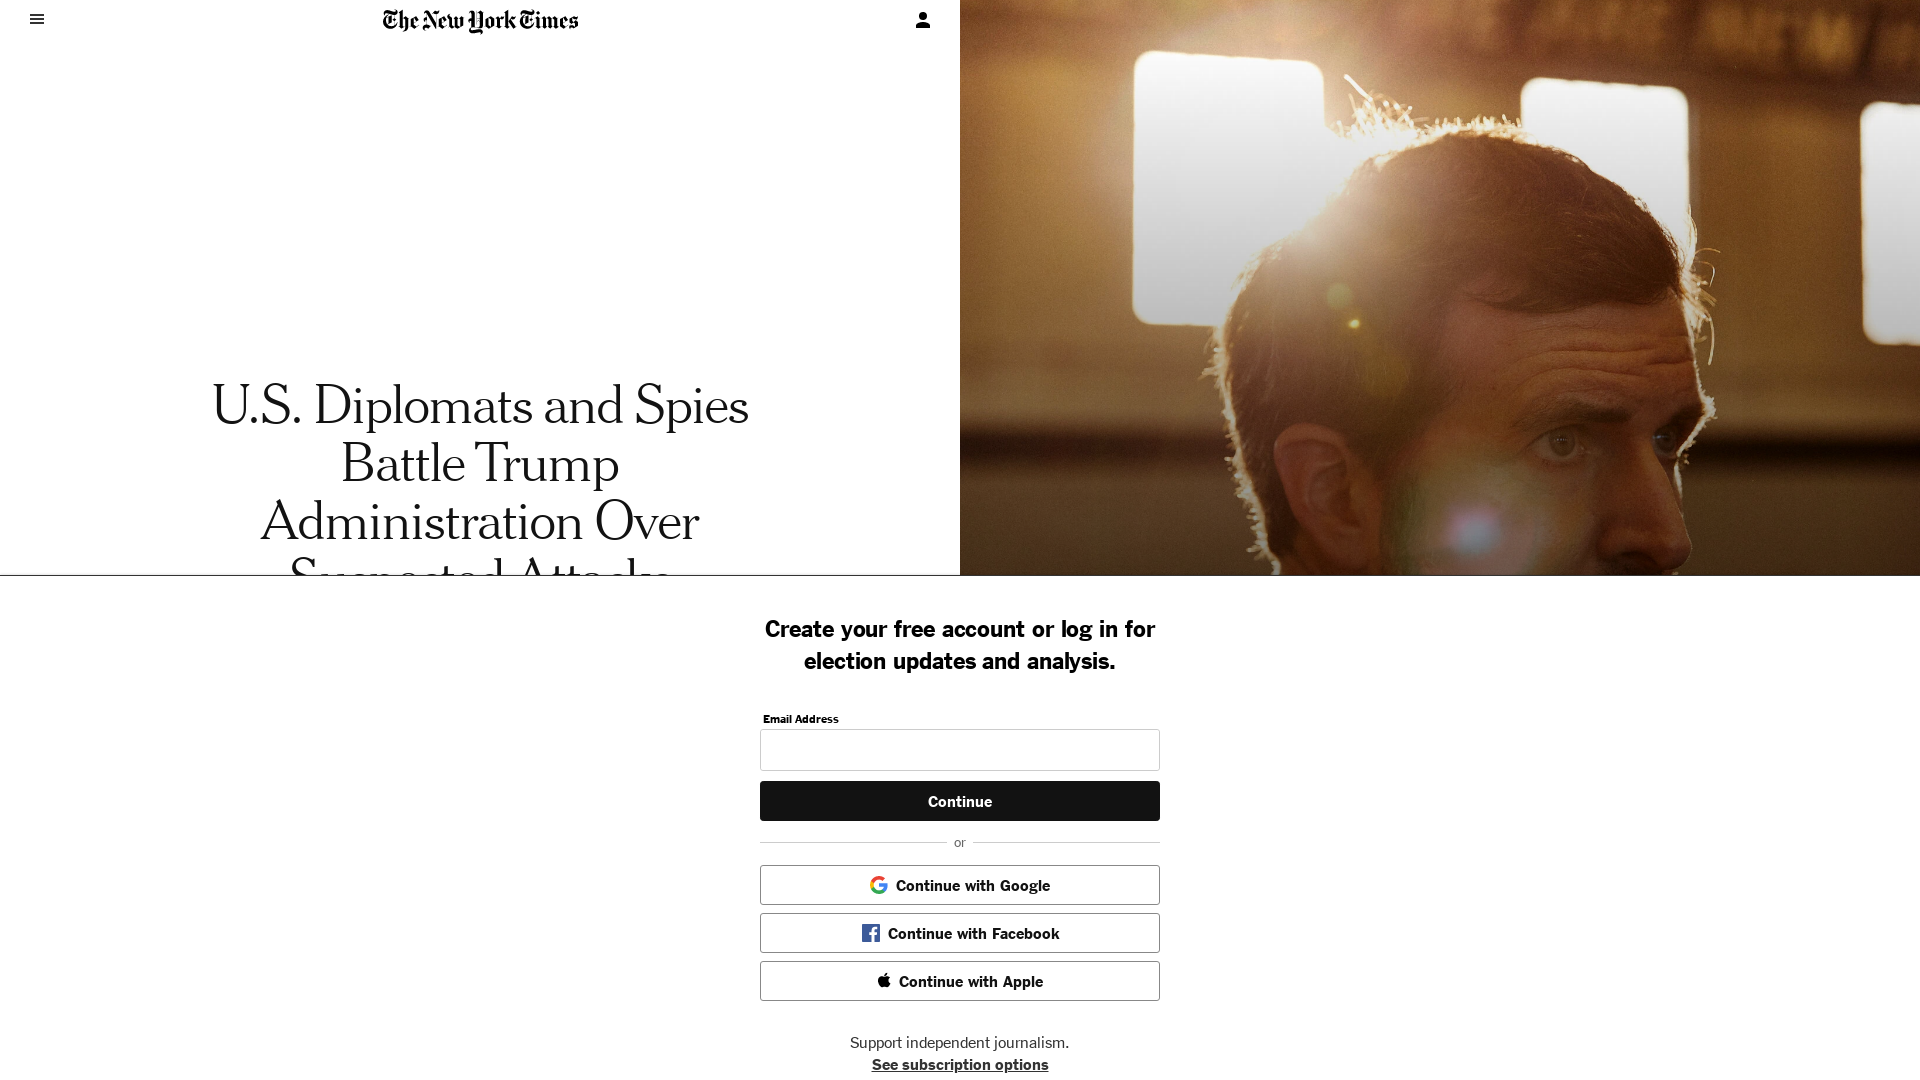 The New York Times
U.S. Diplomats and Spies
Battle Trump
Administration Over
Suspected Attacks
Create your free account or log in for
election updates and analysis.
Email Address
Continue
or
Continue with Google
Continue with Facebook
Continue with Apple
Support independent journalism.
See subscription options